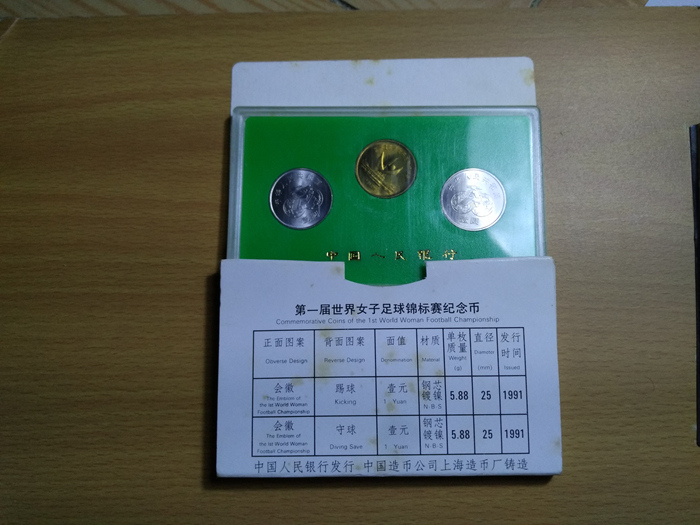 中国人民银行
第一届世界女子足球锦标赛纪念币
Commemorative Coins of the 1st World Woman Football Championship
正面图案 背面图案 面值 材质 单枚质量 直径 发行时间
Obverse Design Reverse Design Denomination Material Weight (g) Diameter (mm) Issued
会徽 踢球 壹元 钢芯镀镍 5.88 25 1991
The Emblem of the 1st World Woman Football Championship Kicking 1 Yuan N·B·S
会徽 守球 壹元 钢芯镀镍 5.88 25 1991
The Emblem of the 1st World Woman Football Championship Diving Save 1 Yuan N·B·S
中国人民银行发行 中国造币公司上海造币厂铸造